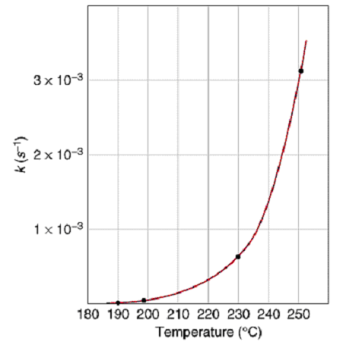 3 × 10⁻³
2 × 10⁻³
k (s⁻¹)
1 × 10⁻³
180 190 200 210 220 230 240 250
Temperature (°C)